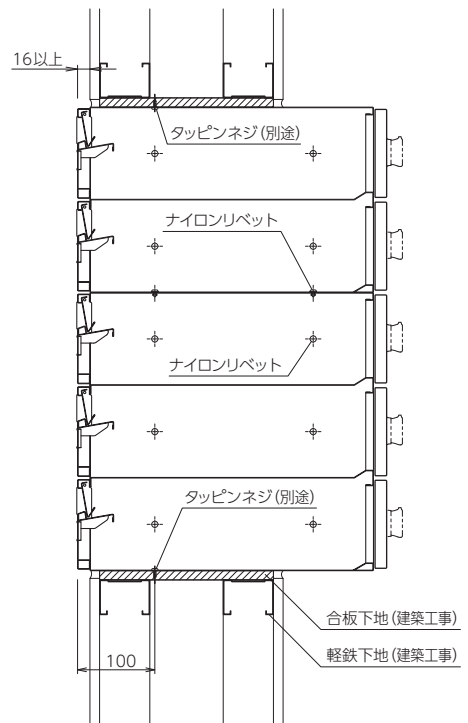 16以上
タッピンネジ(別途)
ナイロンリベット
ナイロンリベット
タッピンネジ(別途)
合板下地(建築工事)
軽鉄下地(建築工事)
100